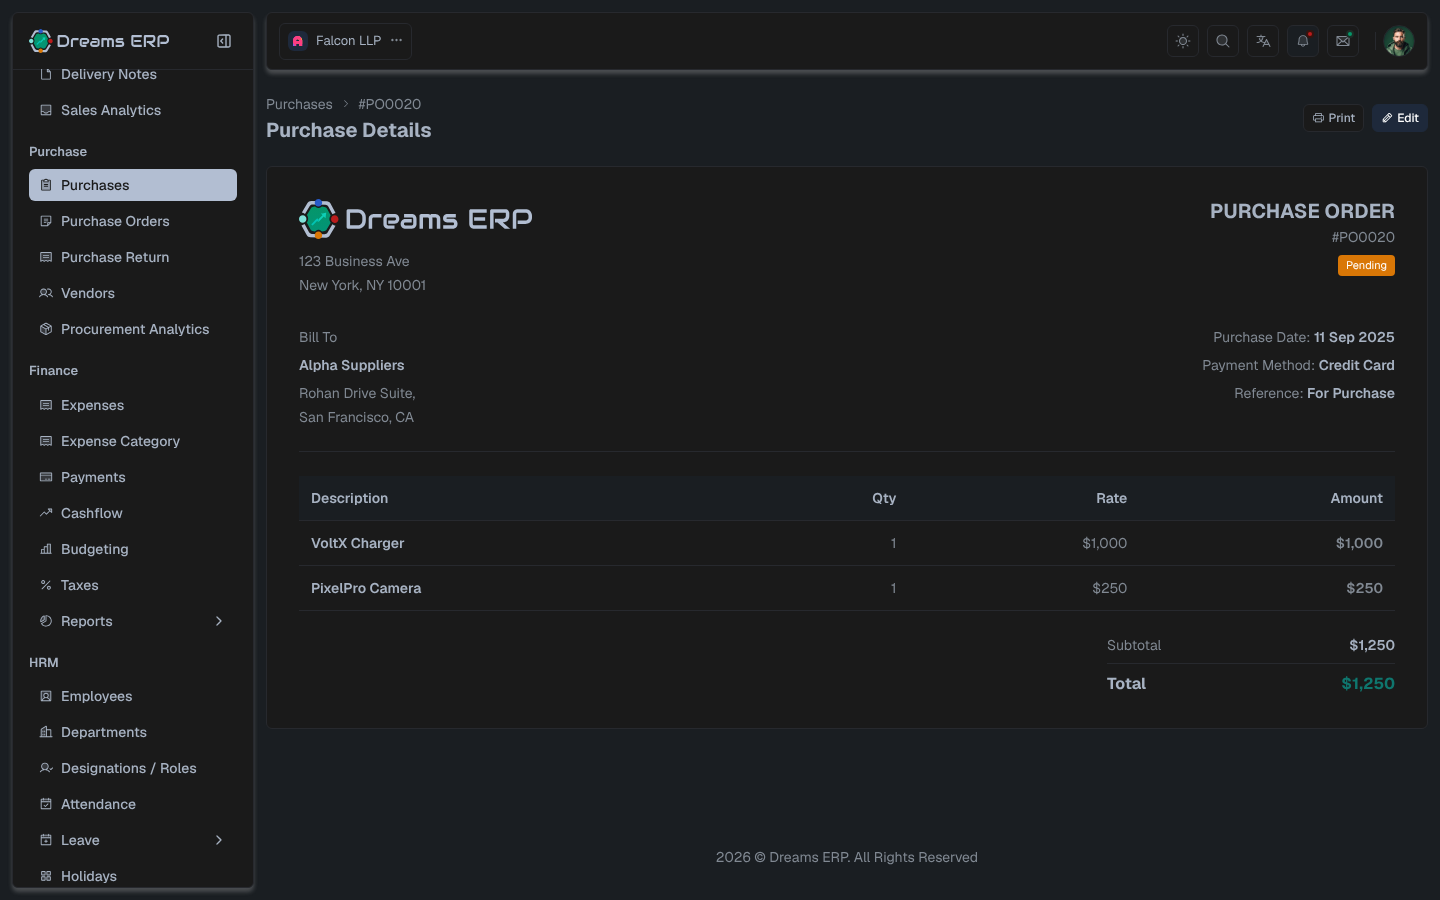 Dreams ERP
Delivery Notes
Sales Analytics
Purchase
Purchases
Purchase Orders
Purchase Return
Vendors
Procurement Analytics
Finance
Expenses
Expense Category
Payments
Cashflow
Budgeting
Taxes
Reports
HRM
Employees
Departments
Designations / Roles
Attendance
Leave
Holidays
Falcon LLP
Purchases > #PO0020
Purchase Details
Print
Edit
Dreams ERP
123 Business Ave
New York, NY 10001
PURCHASE ORDER
#PO0020
Pending
Bill To
Alpha Suppliers
Rohan Drive Suite,
San Francisco, CA
Purchase Date: 11 Sep 2025
Payment Method: Credit Card
Reference: For Purchase
Description Qty Rate Amount
VoltX Charger 1 $1,000 $1,000
PixelPro Camera 1 $250 $250
Subtotal $1,250
Total $1,250
2026 © Dreams ERP. All Rights Reserved